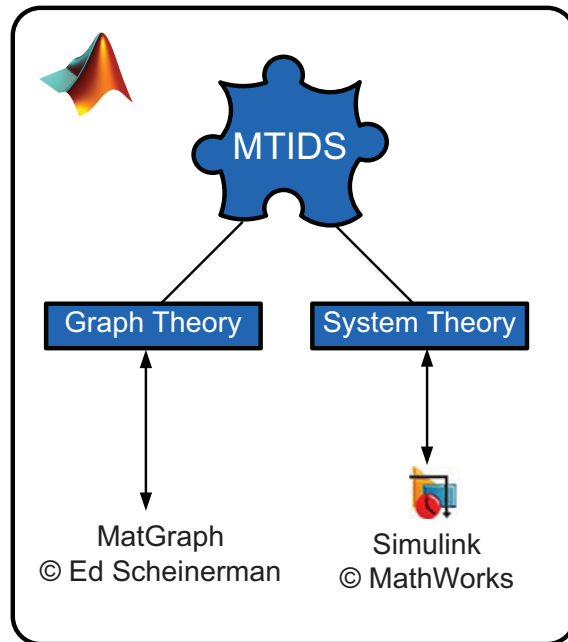 MTIDS
Graph Theory
System Theory
MatGraph
© Ed Scheinerman
Simulink
© MathWorks